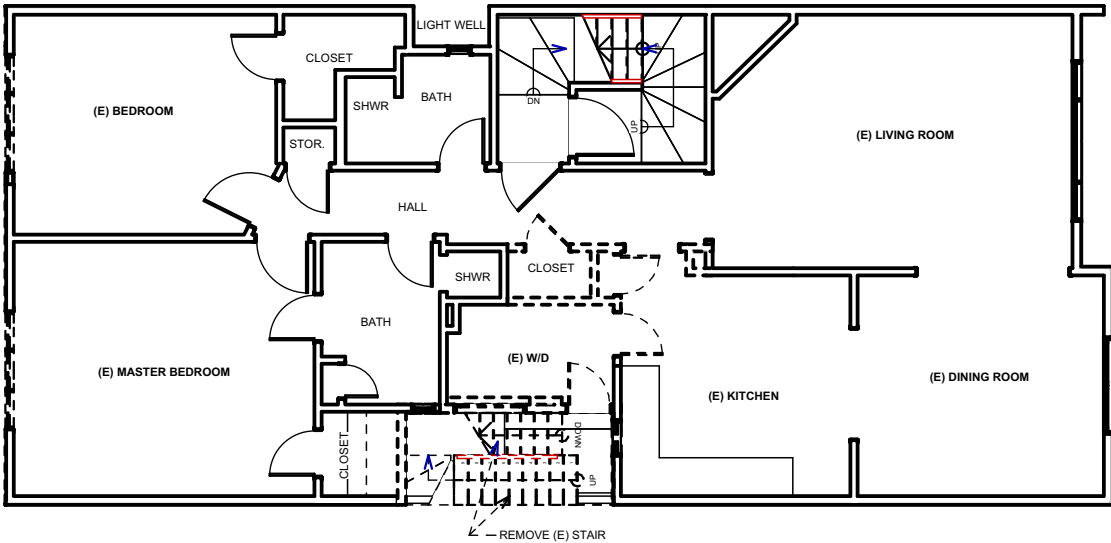 LIGHT WELL
CLOSET
SHWR
BATH
(E) BEDROOM
DN
UP
STOR.
(E) LIVING ROOM
HALL
SHWR
CLOSET
BATH
(E) W/D
(E) MASTER BEDROOM
(E) KITCHEN
(E) DINING ROOM
CLOSET
DOWN
UP
REMOVE (E) STAIR